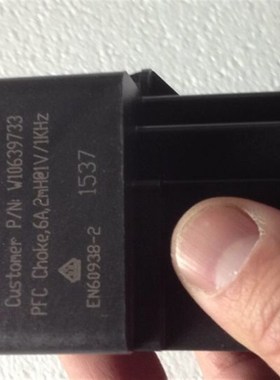 Customer P/N: W10639733
PFC Choke,6A,2mH@1V/1KHz
1537
EN60938-2